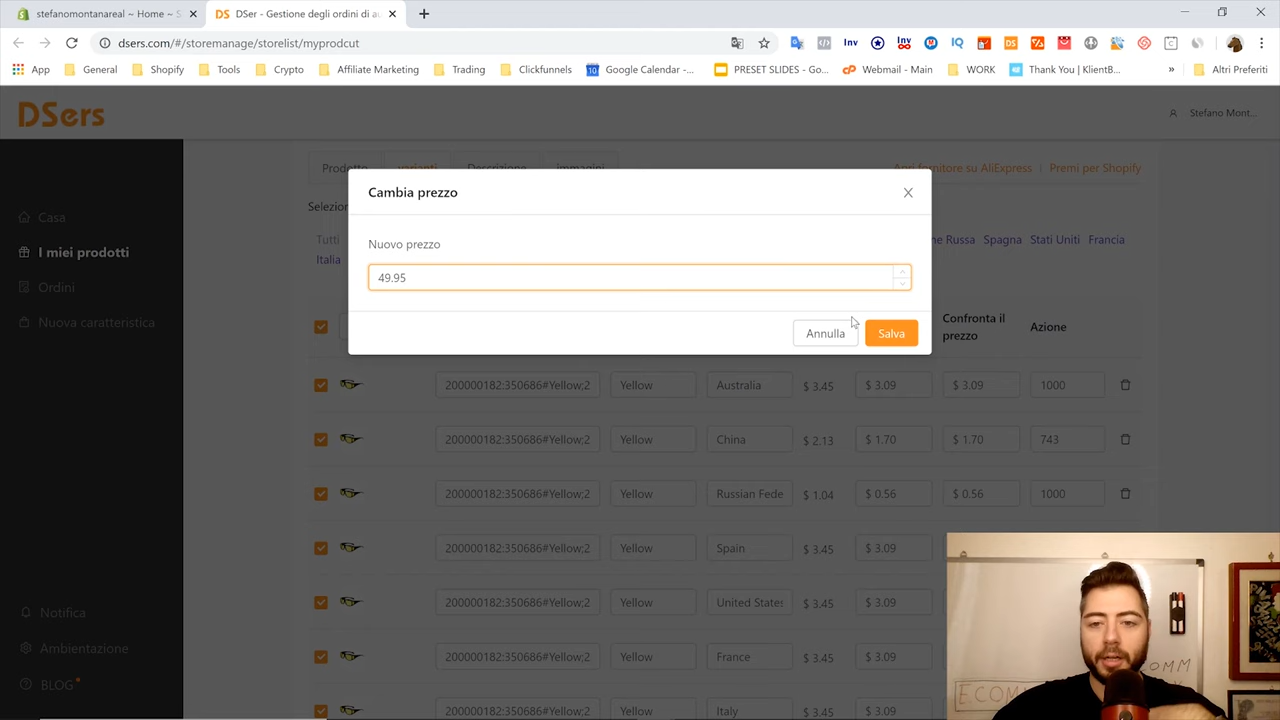 stefanomontanareal ~ Home ~ S
DSer - Gestione degli ordini di au
dsers.com/#/storemanage/storelist/myprodcut
App General Shopify Tools Crypto Affiliate Marketing Trading Clickfunnels Google Calendar -... PRESET SLIDES - Go... Webmail - Main WORK Thank You | KlientB... » Altri Preferiti
DSers
Stefano Mont...
Casa
I miei prodotti
Ordini
Nuova caratteristica
Notifica
Ambientazione
BLOG
Prodotto varianti Descrizione immagini
Apri fornitore su AliExpress Premi per Shopify
Selezion
Tutti
ne Russa Spagna Stati Uniti Francia
Italia
Cambia prezzo
Nuovo prezzo
49.95
Annulla Salva
Confronta il
prezzo
Azione
200000182:350686#Yellow;2 Yellow Australia $ 3.45 $ 3.09 $ 3.09 1000
200000182:350686#Yellow;2 Yellow China $ 2.13 $ 1.70 $ 1.70 743
200000182:350686#Yellow;2 Yellow Russian Fede $ 1.04 $ 0.56 $ 0.56 1000
200000182:350686#Yellow;2 Yellow Spain $ 3.45 $ 3.09
200000182:350686#Yellow;2 Yellow United States $ 3.45 $ 3.09
200000182:350686#Yellow;2 Yellow France $ 3.45 $ 3.09
200000182:350686#Yellow;2 Yellow Italy $ 3.45 $ 3.09
OMM
ECOM